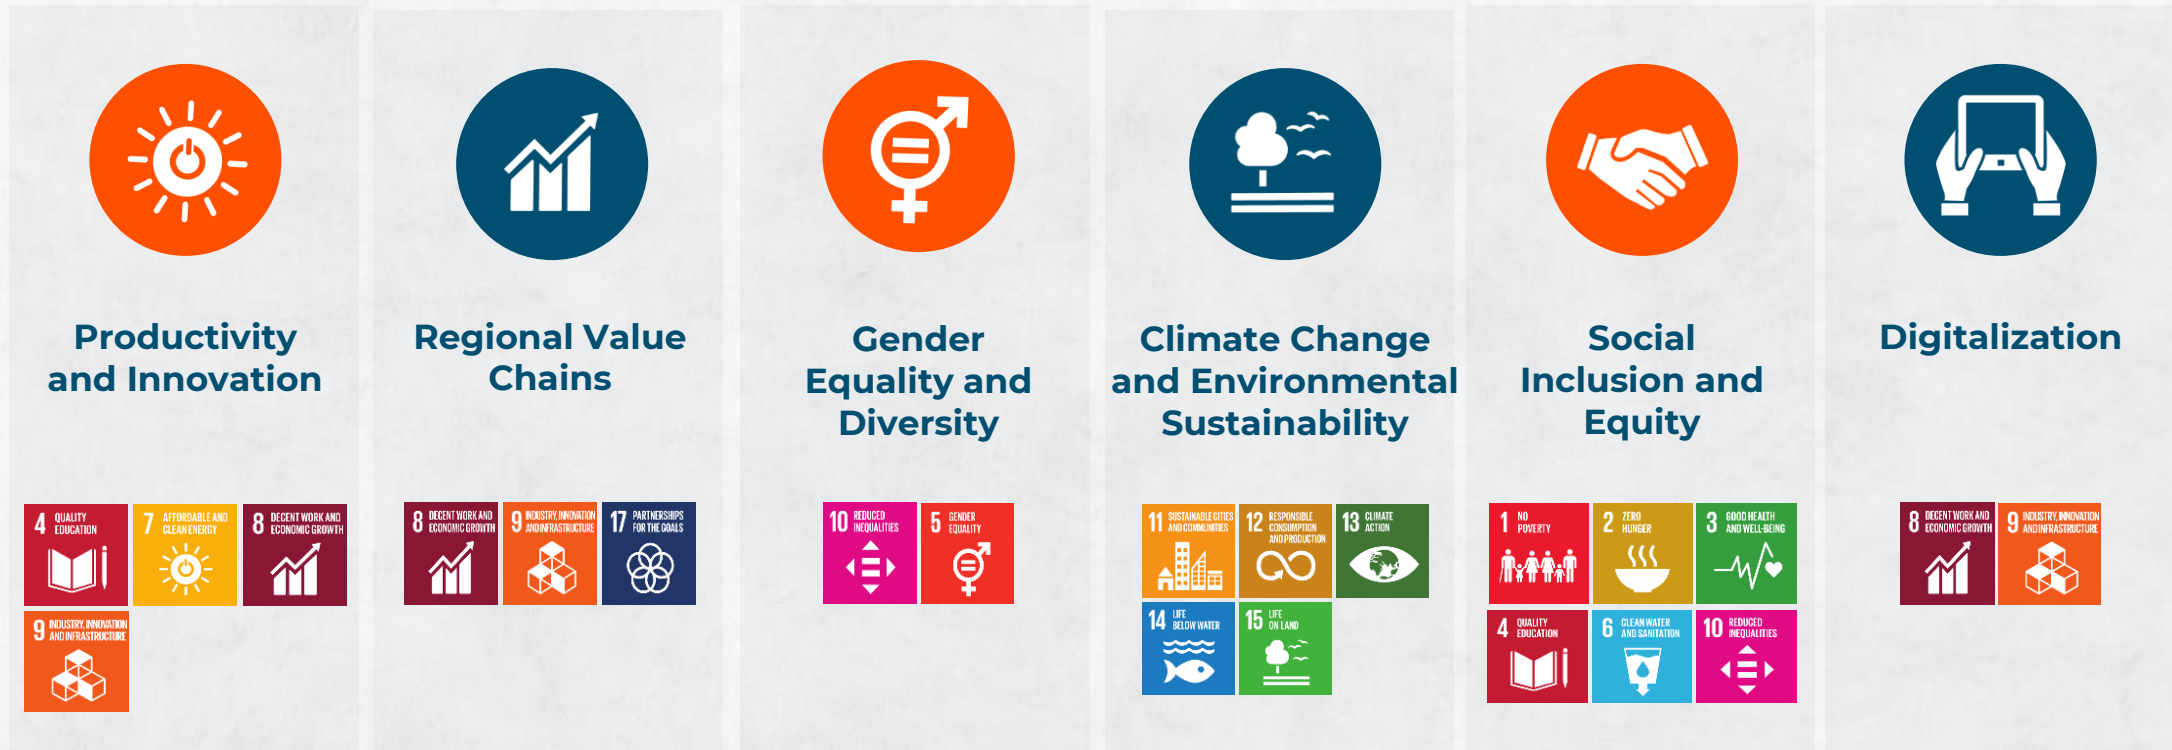 Productivity
and Innovation
4 QUALITY
EDUCATION
7 AFFORDABLE AND
CLEAN ENERGY
8 DECENT WORK AND
ECONOMIC GROWTH
9 INDUSTRY, INNOVATION
AND INFRASTRUCTURE
Regional Value
Chains
8 DECENT WORK AND
ECONOMIC GROWTH
9 INDUSTRY, INNOVATION
AND INFRASTRUCTURE
17 PARTNERSHIPS
FOR THE GOALS
Gender
Equality and
Diversity
10 REDUCED
INEQUALITIES
5 GENDER
EQUALITY
Climate Change
and Environmental
Sustainability
11 SUSTAINABLE CITIES
AND COMMUNITIES
12 RESPONSIBLE
CONSUMPTION
AND PRODUCTION
13 CLIMATE
ACTION
14 LIFE
BELOW WATER
15 LIFE
ON LAND
Social
Inclusion and
Equity
1 NO
POVERTY
2 ZERO
HUNGER
3 GOOD HEALTH
AND WELL-BEING
4 QUALITY
EDUCATION
6 CLEAN WATER
AND SANITATION
10 REDUCED
INEQUALITIES
Digitalization
8 DECENT WORK AND
ECONOMIC GROWTH
9 INDUSTRY, INNOVATION
AND INFRASTRUCTURE